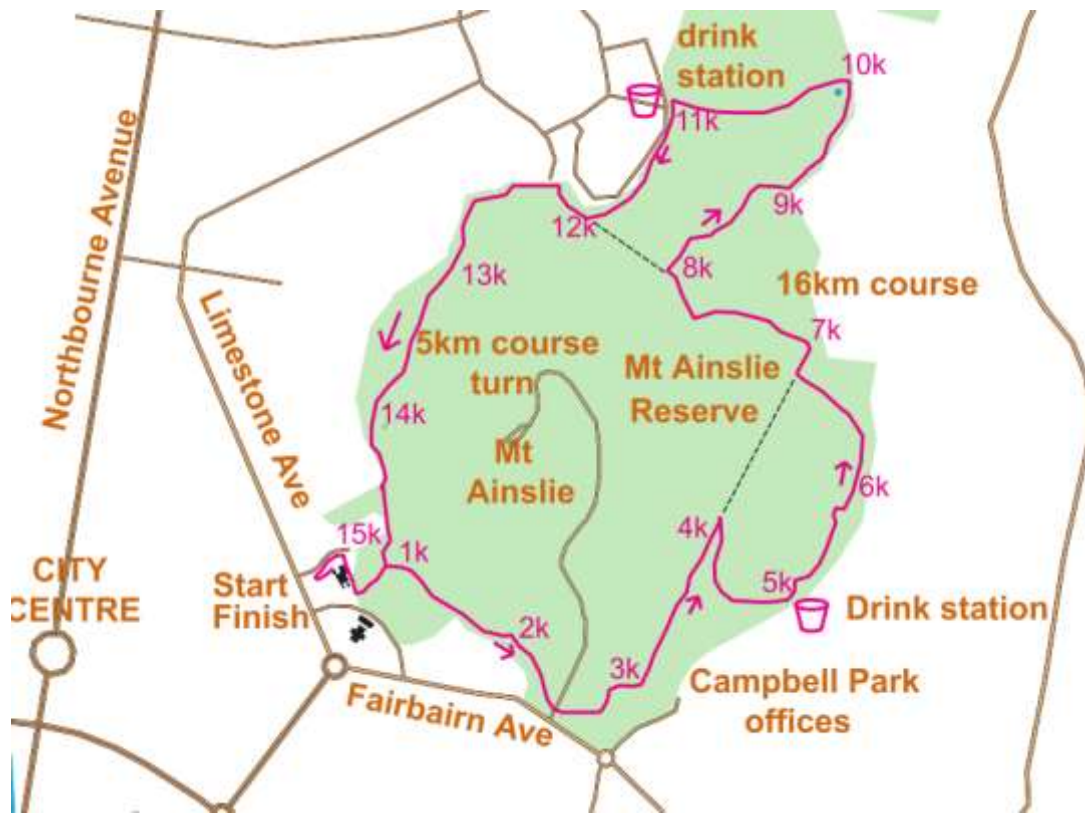 drink
station
10k
11k
Northbourne Avenue
9k
12k
8k
13k
16km course
Limestone Ave
7k
5km course
turn
Mt Ainslie
Reserve
14k
Mt
Ainslie
6k
4k
15k
1k
CITY
CENTRE
Start
Finish
5k
Drink station
2k
3k
Campbell Park
offices
Fairbairn Ave